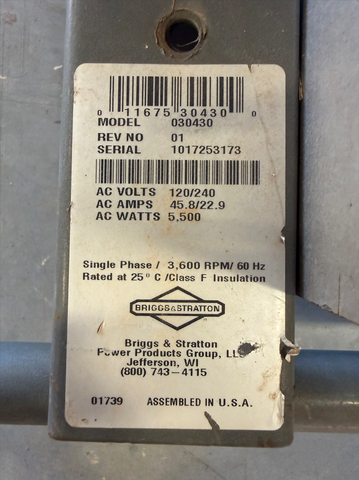 0 11675 30430 0
MODEL 030430
REV NO 01
SERIAL 1017253173
AC VOLTS 120/240
AC AMPS 45.8/22.9
AC WATTS 5,500
Single Phase / 3,600 RPM/ 60 Hz
Rated at 25° C /Class F Insulation
BRIGGS&STRATTON
Briggs & Stratton
Power Products Group, LLC
Jefferson, WI
(800) 743-4115
01739 ASSEMBLED IN U.S.A.